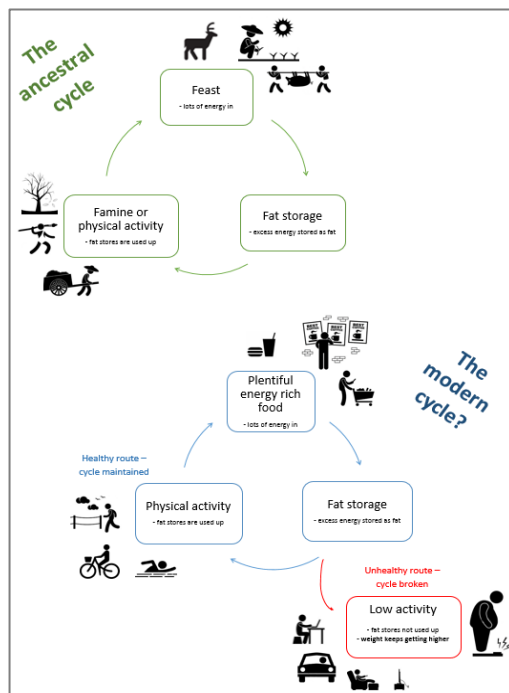 The
ancestral
cycle
Feast
- lots of energy in
Famine or
physical activity
- fat stores are used up
Fat storage
- excess energy stored as fat
The
modern
cycle?
Plentiful
energy rich
food
- lots of energy in
Healthy route –
cycle maintained
Physical activity
- fat stores are used up
Fat storage
- excess energy stored as fat
Unhealthy route –
cycle broken
Low activity
- fat stores not used up
- weight keeps getting higher